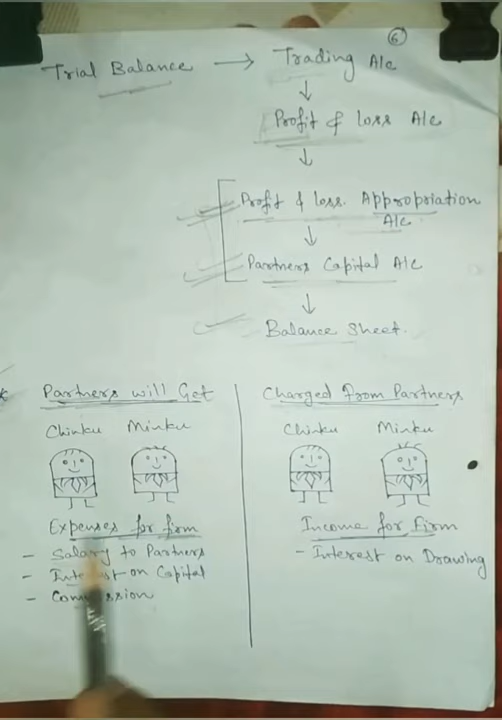 6
Trial Balance → Trading A/c
↓
Profit & loss A/c
↓
Profit & loss. Appropriation
A/c
↓
Partners Capital A/c
↓
Balance Sheet.
Partners will Get
Chinku Minku
Expenses for firm
- Salary to Partners
- Interest on Capital
- Commission
Charged From Partners
Chinku Minku
Income for Firm
- Interest on Drawing